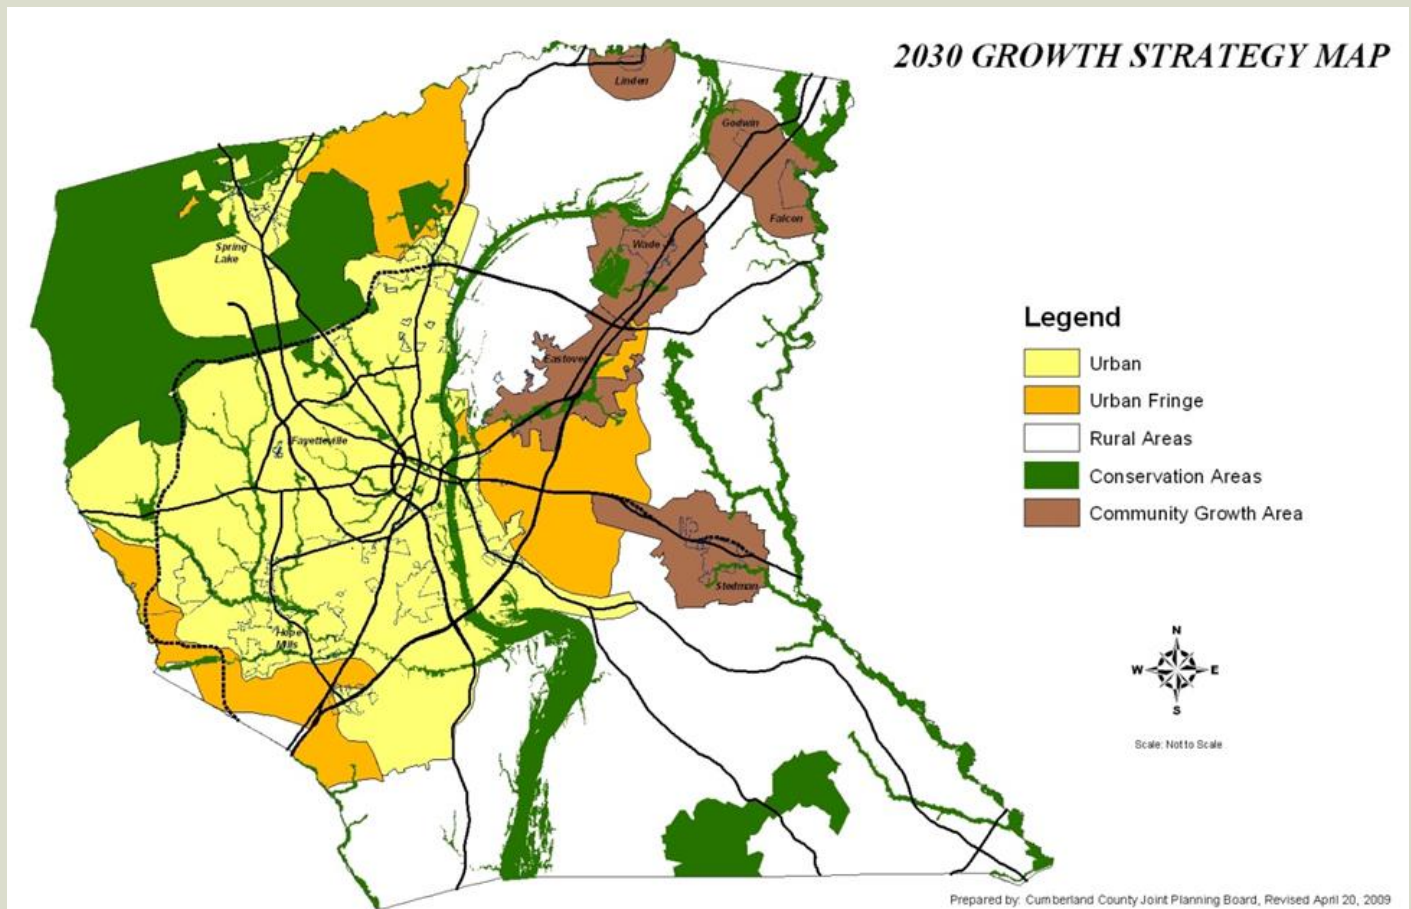 2030 GROWTH STRATEGY MAP
Linden
Godwin
Falcon
Wade
Spring
Lake
Eastover
Fayetteville
Stedman
Hope
Mills
Legend
Urban
Urban Fringe
Rural Areas
Conservation Areas
Community Growth Area
N
W
E
S
Scale: Not to Scale
Prepared by: Cumberland County Joint Planning Board, Revised April 20, 2009